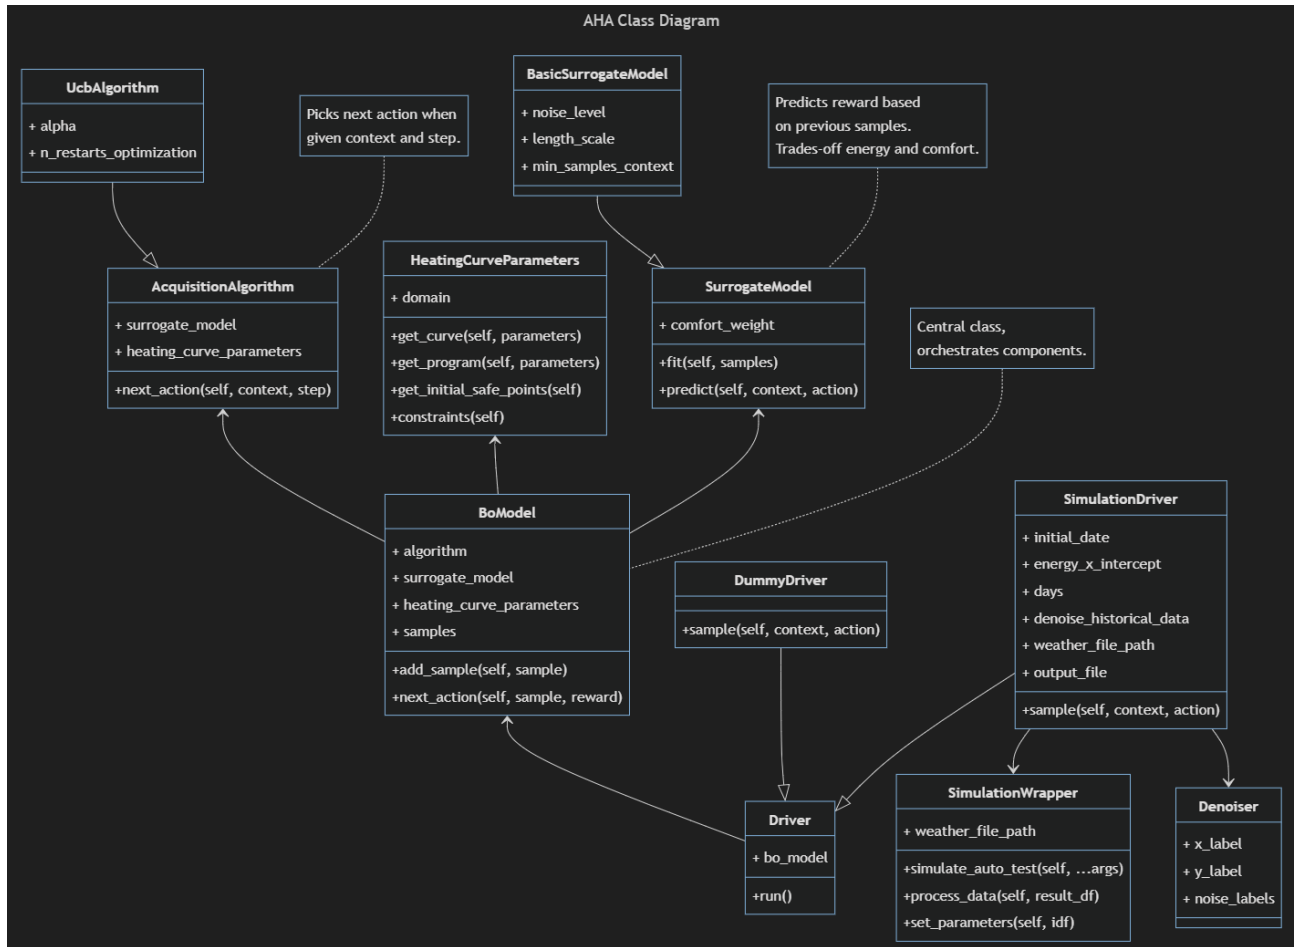 AHA Class Diagram
UcbAlgorithm
+ alpha
+ n_restarts_optimization
Picks next action when
given context and step.
BasicSurrogateModel
+ noise_level
+ length_scale
+ min_samples_context
Predicts reward based
on previous samples.
Trades-off energy and comfort.
AcquisitionAlgorithm
+ surrogate_model
+ heating_curve_parameters
+next_action(self, context, step)
HeatingCurveParameters
+ domain
+get_curve(self, parameters)
+get_program(self, parameters)
+get_initial_safe_points(self)
+constraints(self)
SurrogateModel
+ comfort_weight
+fit(self, samples)
+predict(self, context, action)
Central class,
orchestrates components.
BoModel
+ algorithm
+ surrogate_model
+ heating_curve_parameters
+ samples
+add_sample(self, sample)
+next_action(self, sample, reward)
DummyDriver
+sample(self, context, action)
SimulationDriver
+ initial_date
+ energy_x_intercept
+ days
+ denoise_historical_data
+ weather_file_path
+ output_file
+sample(self, context, action)
Driver
+ bo_model
+run()
SimulationWrapper
+ weather_file_path
+simulate_auto_test(self, ...args)
+process_data(self, result_df)
+set_parameters(self, idf)
Denoiser
+ x_label
+ y_label
+ noise_labels